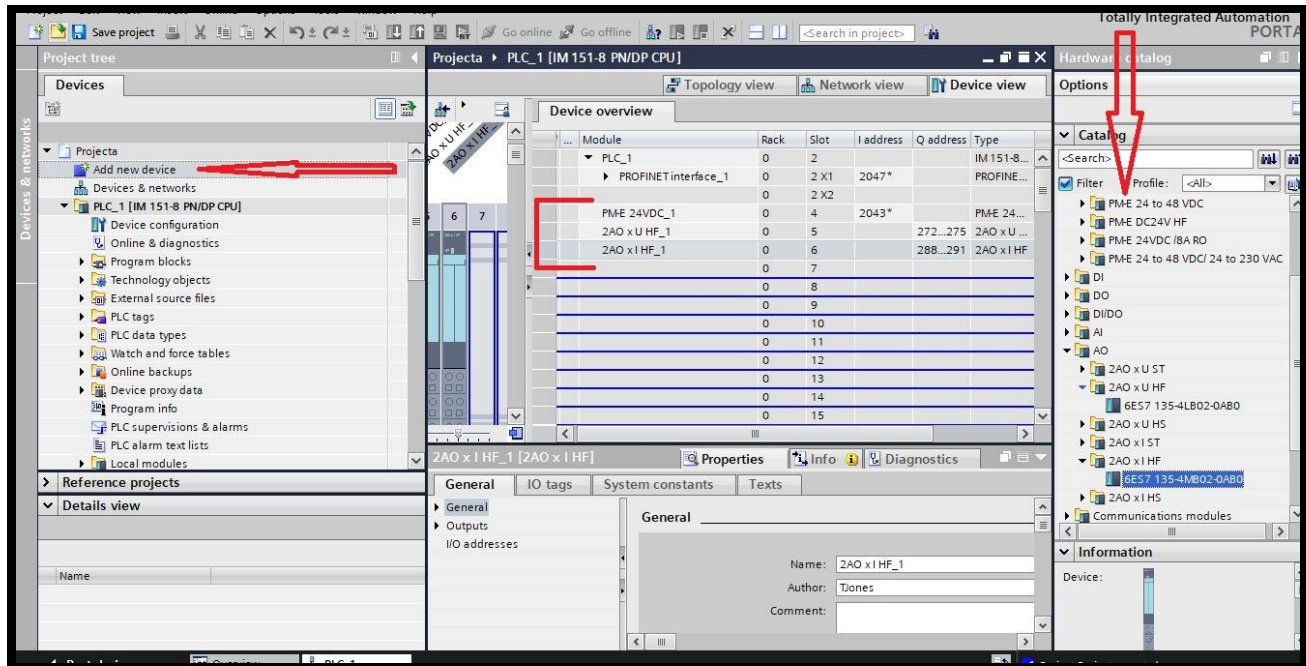 Totally Integrated Automation
PORTA
Save project
Go online
Go offline
<Search in project>
Project tree
Projecta PLC_1 [IM 151-8 PN/DP CPU]
Hardware catalog
Devices
Topology view
Network view
Device view
Options
Devices & networks
Device overview
... Module Rack Slot I address Q address Type
PLC_1 0 2 IM 151-8...
PROFINET interface_1 0 2 X1 2047* PROFINE...
0 2 X2
PM-E 24VDC_1 0 4 2043* PM-E 24...
2AO x U HF_1 0 5 272...275 2AO x U ...
2AO x I HF_1 0 6 288...291 2AO x I HF
0 7
0 8
0 9
0 10
0 11
0 12
0 13
0 14
0 15
2AO x U HF_
2AO x I HF_
6 7
Projecta
Add new device
Devices & networks
PLC_1 [IM 151-8 PN/DP CPU]
Device configuration
Online & diagnostics
Program blocks
Technology objects
External source files
PLC tags
PLC data types
Watch and force tables
Online backups
Device proxy data
Program info
PLC supervisions & alarms
PLC alarm text lists
Local modules
Reference projects
Details view
Name
Catalog
<Search>
Filter Profile: <All>
PM-E 24 to 48 VDC
PM-E DC24V HF
PM-E 24VDC /8A RO
PM-E 24 to 48 VDC/ 24 to 230 VAC
DI
DO
DI/DO
AI
AO
2AO x U ST
2AO x U HF
6ES7 135-4LB02-0AB0
2AO x U HS
2AO x I ST
2AO x I HF
6ES7 135-4MB02-0AB0
2AO x I HS
Communications modules
Information
Device:
2AO x I HF_1 [2AO x I HF]
Properties
Info
Diagnostics
General
IO tags
System constants
Texts
General
Outputs
I/O addresses
General
Name: 2AO x I HF_1
Author: TJones
Comment: